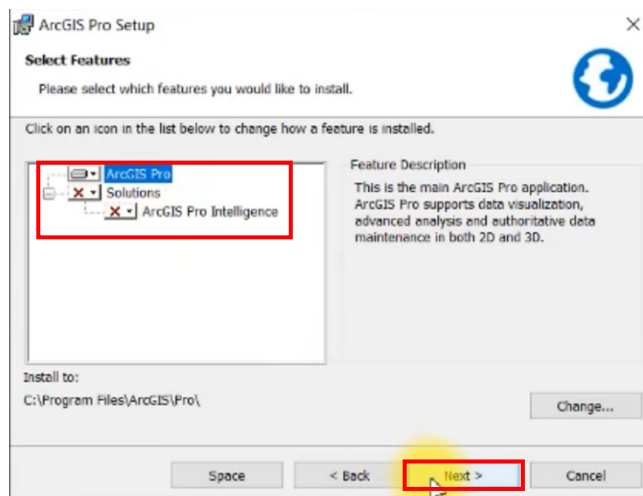 ArcGIS Pro Setup
Select Features
Please select which features you would like to install.
Click on an icon in the list below to change how a feature is installed.
ArcGIS Pro
Solutions
ArcGIS Pro Intelligence
Feature Description
This is the main ArcGIS Pro application.
ArcGIS Pro supports data visualization,
advanced analysis and authoritative data
maintenance in both 2D and 3D.
Install to:
C:\Program Files\ArcGIS\Pro\
Change...
Space
< Back
Next >
Cancel